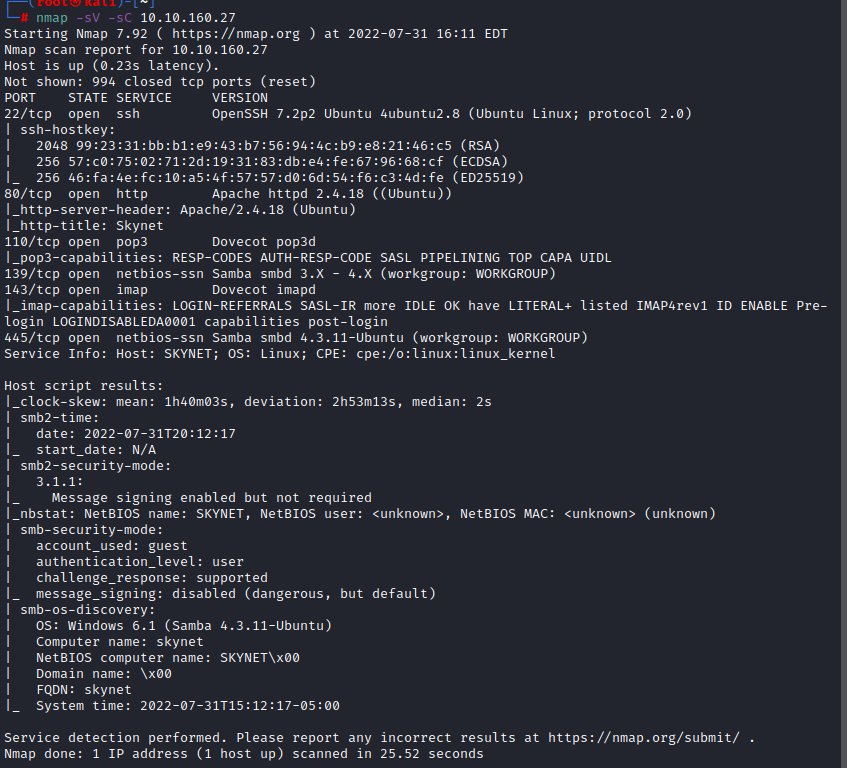 ┌──(root㉿kali)-[~]
└─# nmap -sV -sC 10.10.160.27
Starting Nmap 7.92 ( https://nmap.org ) at 2022-07-31 16:11 EDT
Nmap scan report for 10.10.160.27
Host is up (0.23s latency).
Not shown: 994 closed tcp ports (reset)
PORT    STATE SERVICE     VERSION
22/tcp  open  ssh         OpenSSH 7.2p2 Ubuntu 4ubuntu2.8 (Ubuntu Linux; protocol 2.0)
| ssh-hostkey:
|   2048 99:23:31:bb:b1:e9:43:b7:56:94:4c:b9:e8:21:46:c5 (RSA)
|   256 57:c0:75:02:71:2d:19:31:83:db:e4:fe:67:96:68:cf (ECDSA)
|_  256 46:fa:4e:fc:10:a5:4f:57:57:d0:6d:54:f6:c3:4d:fe (ED25519)
80/tcp  open  http        Apache httpd 2.4.18 ((Ubuntu))
|_http-server-header: Apache/2.4.18 (Ubuntu)
|_http-title: Skynet
110/tcp open  pop3        Dovecot pop3d
|_pop3-capabilities: RESP-CODES AUTH-RESP-CODE SASL PIPELINING TOP CAPA UIDL
139/tcp open  netbios-ssn Samba smbd 3.X - 4.X (workgroup: WORKGROUP)
143/tcp open  imap        Dovecot imapd
|_imap-capabilities: LOGIN-REFERRALS SASL-IR more IDLE OK have LITERAL+ listed IMAP4rev1 ID ENABLE Pre-
login LOGINDISABLEDA0001 capabilities post-login
445/tcp open  netbios-ssn Samba smbd 4.3.11-Ubuntu (workgroup: WORKGROUP)
Service Info: Host: SKYNET; OS: Linux; CPE: cpe:/o:linux:linux_kernel

Host script results:
|_clock-skew: mean: 1h40m03s, deviation: 2h53m13s, median: 2s
| smb2-time:
|   date: 2022-07-31T20:12:17
|_  start_date: N/A
| smb2-security-mode:
|   3.1.1:
|_    Message signing enabled but not required
|_nbstat: NetBIOS name: SKYNET, NetBIOS user: <unknown>, NetBIOS MAC: <unknown> (unknown)
| smb-security-mode:
|   account_used: guest
|   authentication_level: user
|   challenge_response: supported
|_  message_signing: disabled (dangerous, but default)
| smb-os-discovery:
|   OS: Windows 6.1 (Samba 4.3.11-Ubuntu)
|   Computer name: skynet
|   NetBIOS computer name: SKYNET\x00
|   Domain name: \x00
|   FQDN: skynet
|_  System time: 2022-07-31T15:12:17-05:00

Service detection performed. Please report any incorrect results at https://nmap.org/submit/ .
Nmap done: 1 IP address (1 host up) scanned in 25.52 seconds